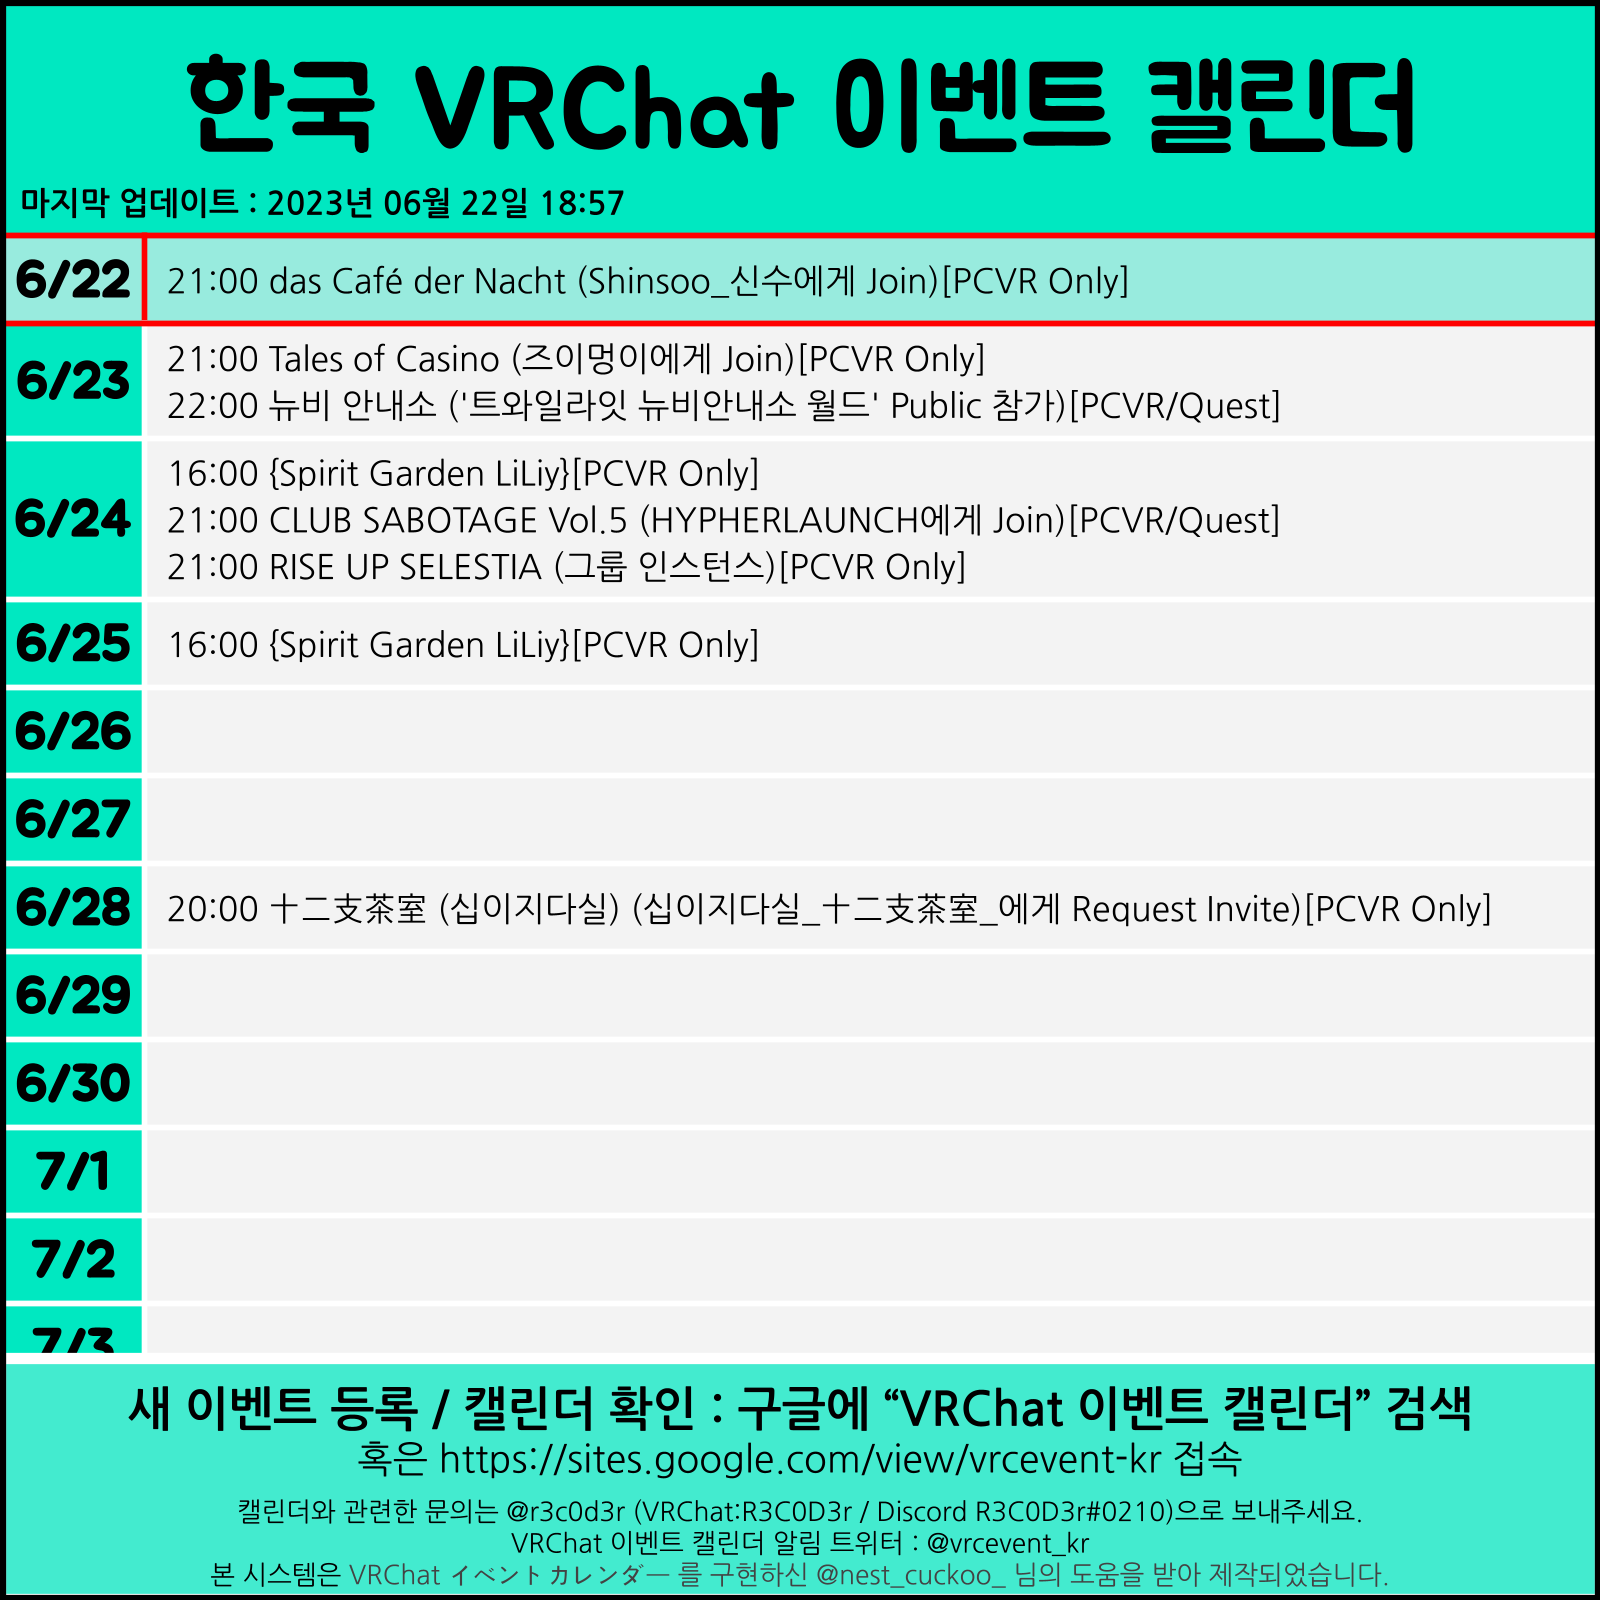 한국 VRChat 이벤트 캘린더
마지막 업데이트 : 2023년 06월 22일 18:57
6/22
21:00 das Café der Nacht (Shinsoo_신수에게 Join)[PCVR Only]
6/23
21:00 Tales of Casino (즈이멍이에게 Join)[PCVR Only]
22:00 뉴비 안내소 ('트와일라잇 뉴비안내소 월드' Public 참가)[PCVR/Quest]
6/24
16:00 {Spirit Garden LiLiy}[PCVR Only]
21:00 CLUB SABOTAGE Vol.5 (HYPHERLAUNCH에게 Join)[PCVR/Quest]
21:00 RISE UP SELESTIA (그룹 인스턴스)[PCVR Only]
6/25
16:00 {Spirit Garden LiLiy}[PCVR Only]
6/26
6/27
6/28
20:00 十二支茶室 (십이지다실) (십이지다실_十二支茶室_에게 Request Invite)[PCVR Only]
6/29
6/30
7/1
7/2
7/3
새 이벤트 등록 / 캘린더 확인 : 구글에 “VRChat 이벤트 캘린더” 검색
혹은 https://sites.google.com/view/vrcevent-kr 접속
캘린더와 관련한 문의는 @r3c0d3r (VRChat:R3C0D3r / Discord R3C0D3r#0210)으로 보내주세요.
VRChat 이벤트 캘린더 알림 트위터 : @vrcevent_kr
본 시스템은 VRChat イベントカレンダー 를 구현하신 @nest_cuckoo_ 님의 도움을 받아 제작되었습니다.